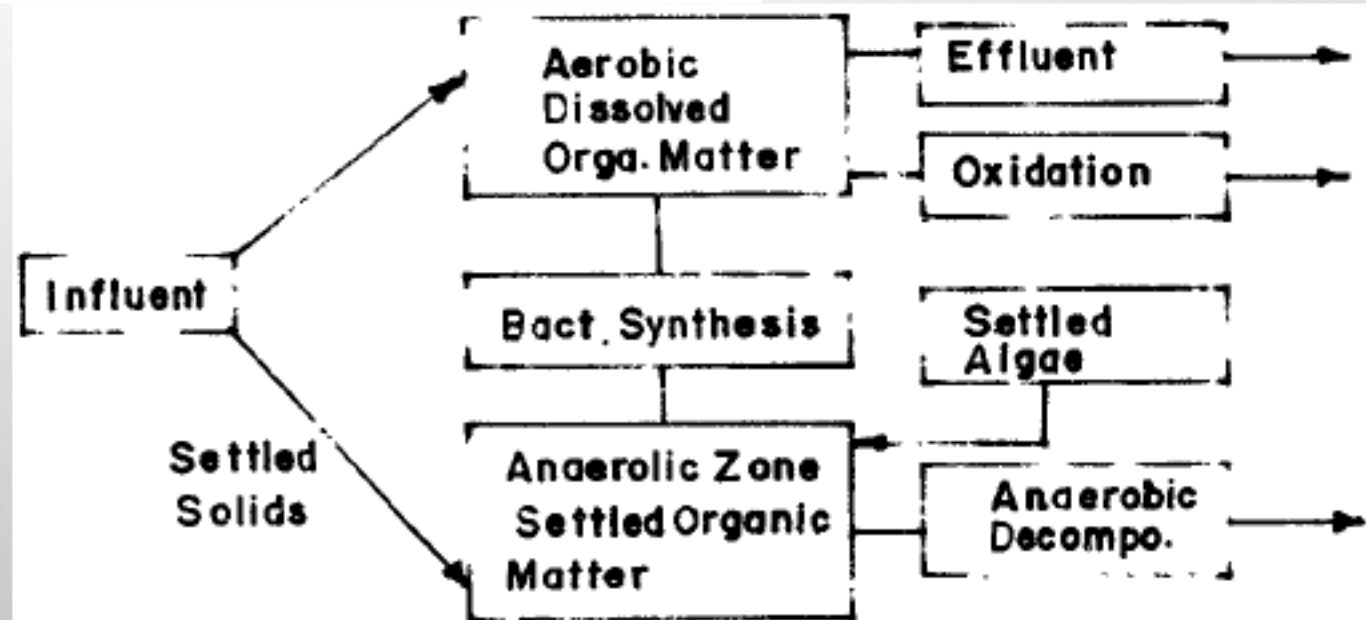 Aerobic
Dissolved
Orga. Matter
Effluent
Oxidation
Influent
Bact. Synthesis
Settled
Algae
Settled
Solids
Anaerolic Zone
Settled Organic
Matter
Anaerobic
Decompo.